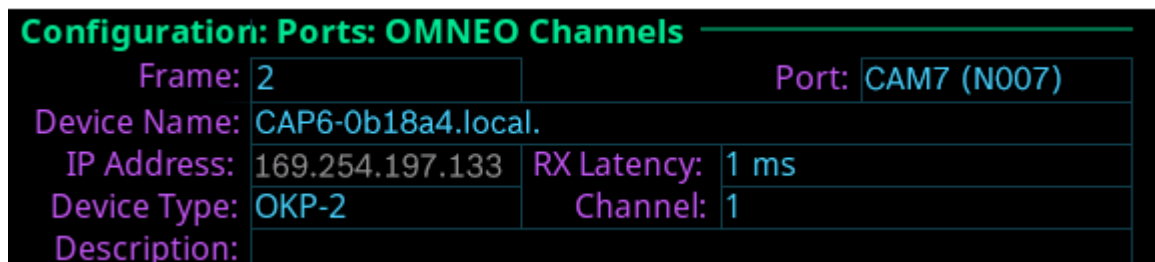 Configuration: Ports: OMNEO Channels
Frame: 2 Port: CAM7 (N007)
Device Name: CAP6-0b18a4.local.
IP Address: 169.254.197.133 RX Latency: 1 ms
Device Type: OKP-2 Channel: 1
Description: